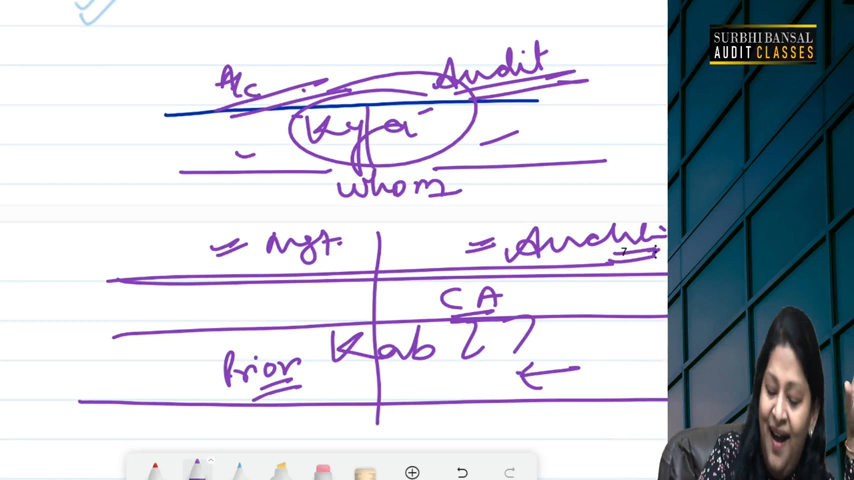 SURBHI BANSAL
AUDIT CLASSES
A/c Audit
Kya
whom
= Mgt. = Auditor
CA
Kab ??
Prior